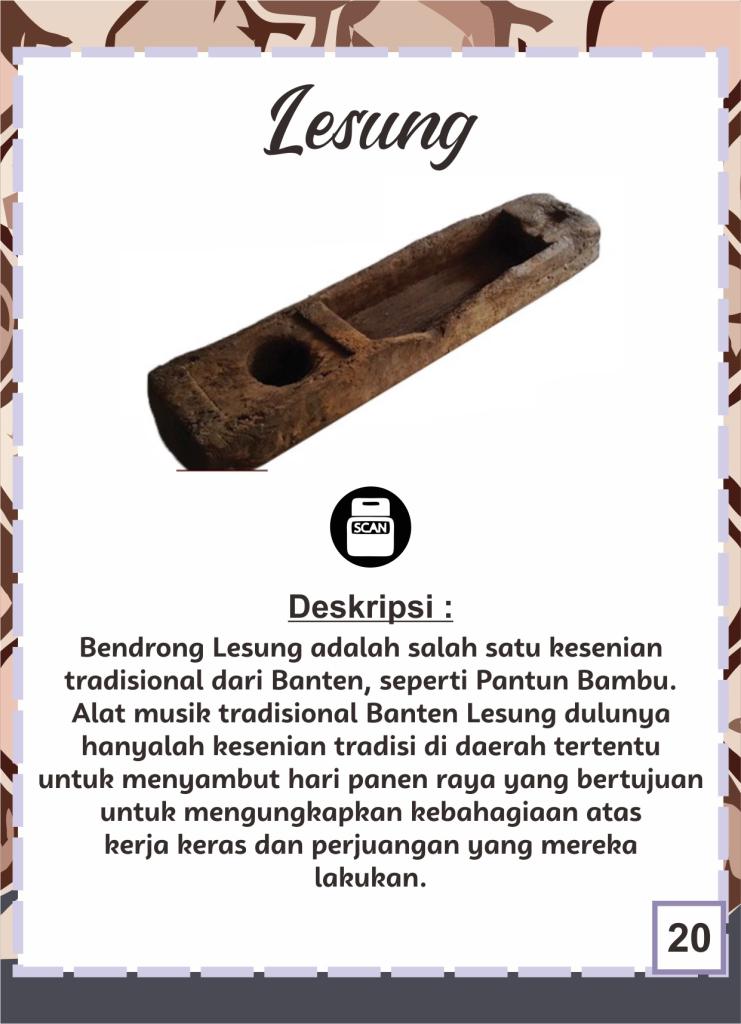 Lesung
SCAN
Deskripsi :
Bendrong Lesung adalah salah satu kesenian
tradisional dari Banten, seperti Pantun Bambu.
Alat musik tradisional Banten Lesung dulunya
hanyalah kesenian tradisi di daerah tertentu
untuk menyambut hari panen raya yang bertujuan
untuk mengungkapkan kebahagiaan atas
kerja keras dan perjuangan yang mereka
lakukan.
20